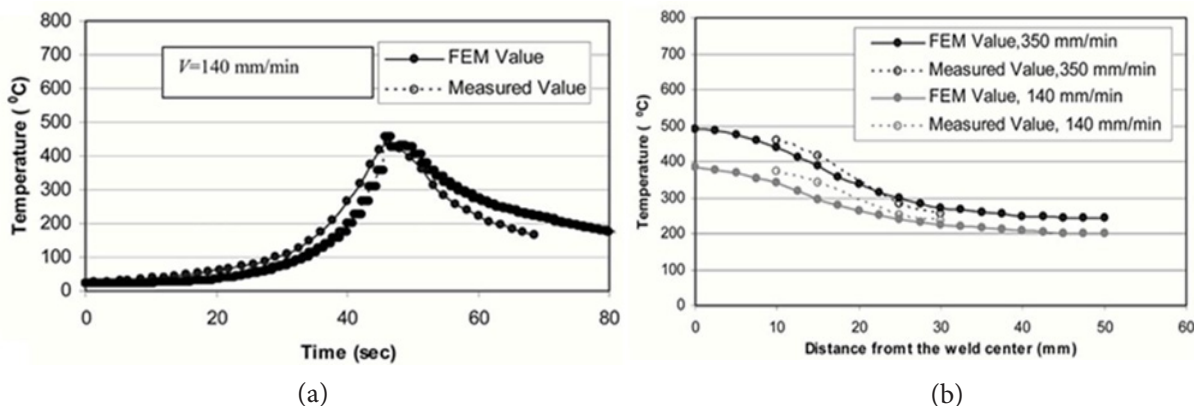 800
700
600
500
400
300
200
100
0
Temperature ( ⁰C)
V=140 mm/min
FEM Value
Measured Value
0 20 40 60 80
Time (sec)
(a)
800
700
600
500
400
300
200
100
0
Temperature ( ⁰C)
FEM Value,350 mm/min
Measured Value,350 mm/min
FEM Value, 140 mm/min
Measured Value, 140 mm/min
0 10 20 30 40 50 60
Distance fromt the weld center (mm)
(b)